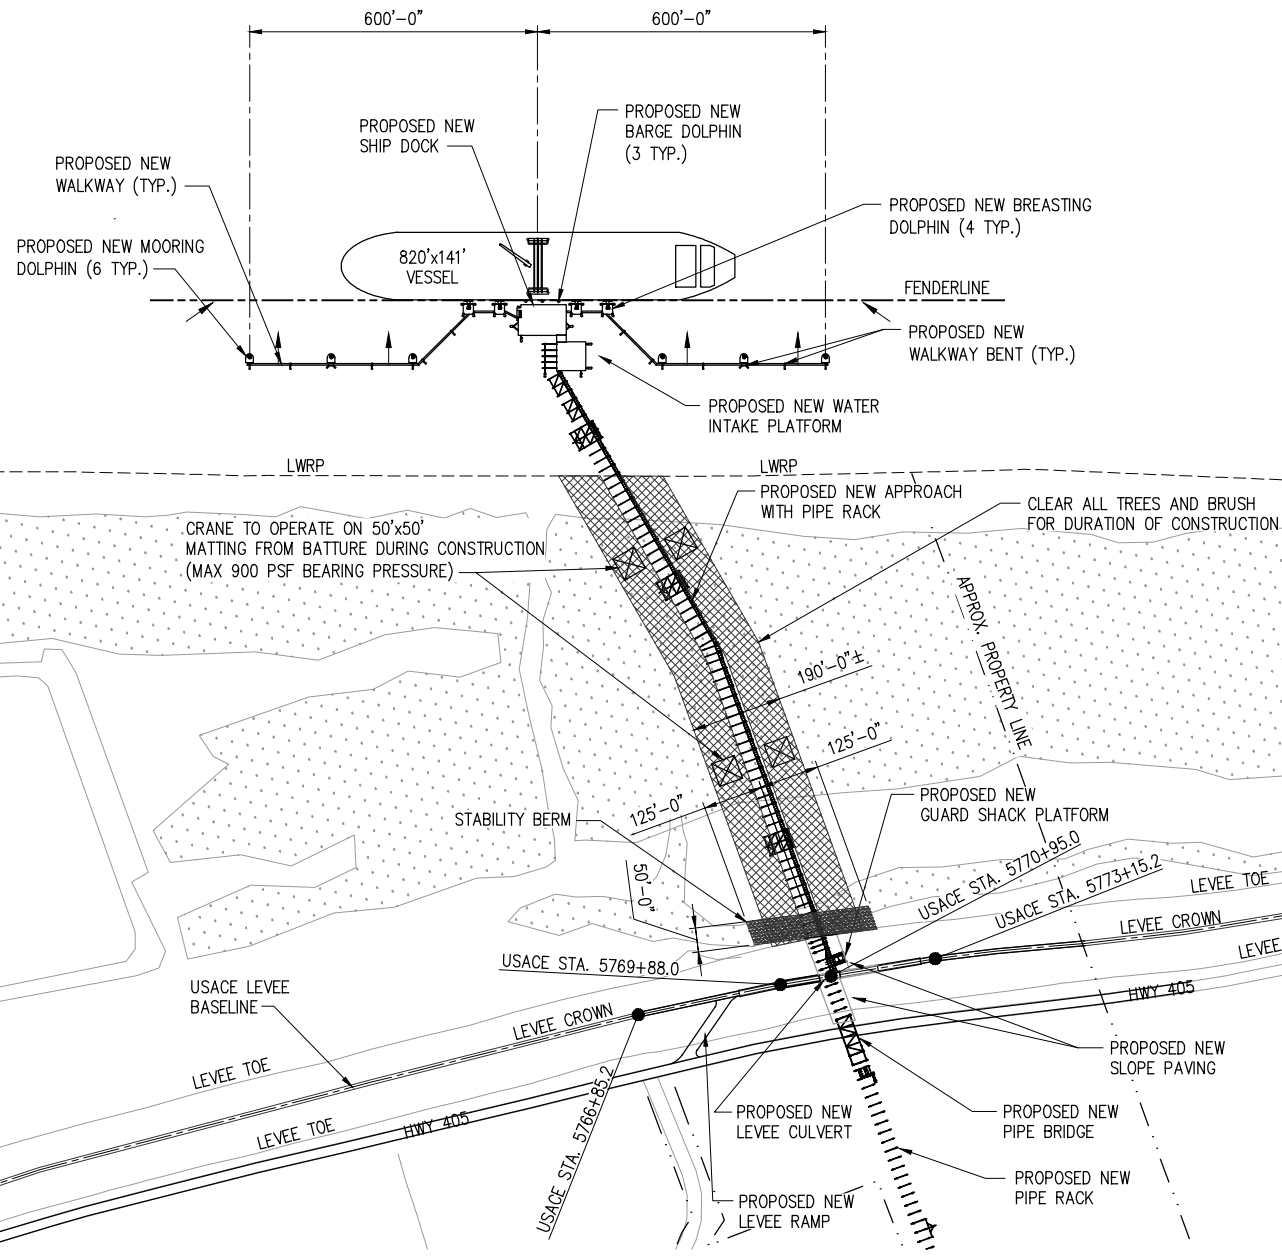 600'-0"
600'-0"
PROPOSED NEW
SHIP DOCK
PROPOSED NEW
BARGE DOLPHIN
(3 TYP.)
PROPOSED NEW
WALKWAY (TYP.)
PROPOSED NEW BREASTING
DOLPHIN (4 TYP.)
PROPOSED NEW MOORING
DOLPHIN (6 TYP.)
820'x141'
VESSEL
FENDERLINE
PROPOSED NEW
WALKWAY BENT (TYP.)
PROPOSED NEW WATER
INTAKE PLATFORM
LWRP
LWRP
PROPOSED NEW APPROACH
WITH PIPE RACK
CLEAR ALL TREES AND BRUSH
FOR DURATION OF CONSTRUCTION
CRANE TO OPERATE ON 50'x50'
MATTING FROM BATTURE DURING CONSTRUCTION
(MAX 900 PSF BEARING PRESSURE)
APPROX. PROPERTY LINE
190'-0"±
125'-0"
125'-0"
STABILITY BERM
PROPOSED NEW
GUARD SHACK PLATFORM
50'-0"
USACE STA. 5770+95.0
USACE STA. 5773+15.2
LEVEE TOE
LEVEE CROWN
LEVEE
USACE STA. 5769+88.0
USACE LEVEE
BASELINE
LEVEE CROWN
HWY 405
LEVEE TOE
PROPOSED NEW
SLOPE PAVING
USACE STA. 5766+85.2
PROPOSED NEW
LEVEE CULVERT
PROPOSED NEW
PIPE BRIDGE
LEVEE TOE
HWY 405
PROPOSED NEW
PIPE RACK
PROPOSED NEW
LEVEE RAMP